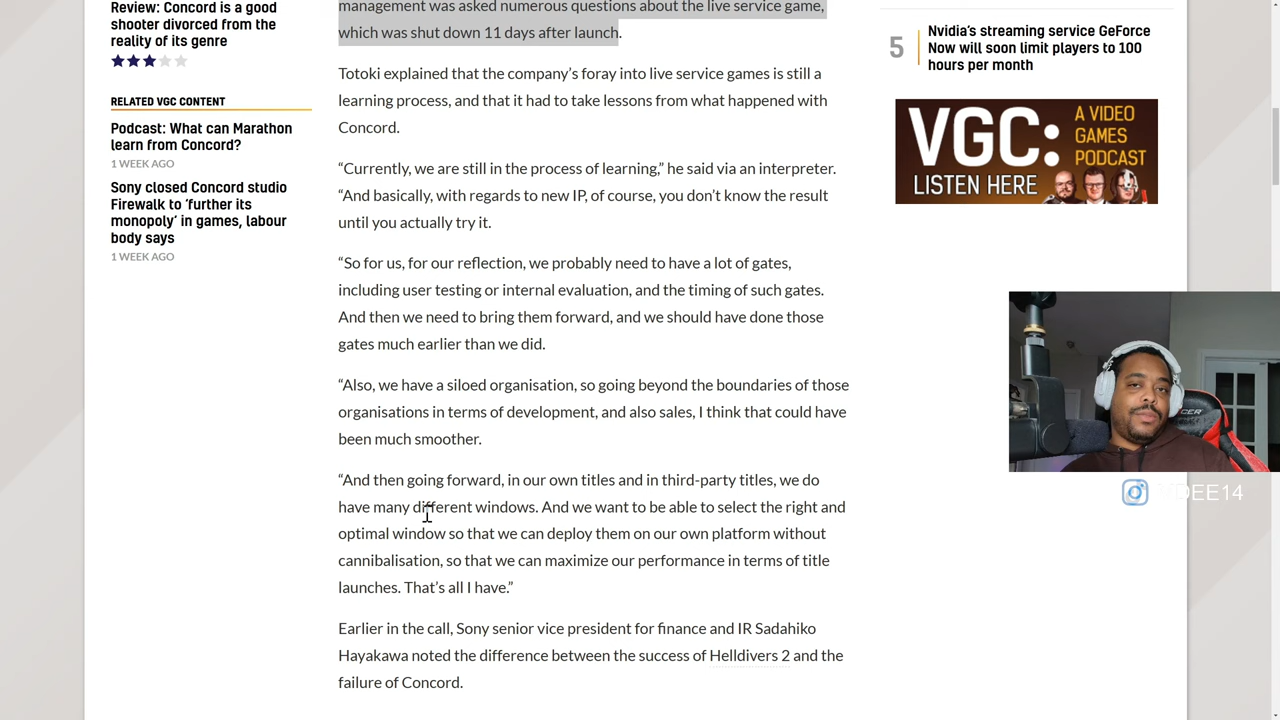 Review: Concord is a good
shooter divorced from the
reality of its genre
RELATED VGC CONTENT
Podcast: What can Marathon
learn from Concord?
1 WEEK AGO
Sony closed Concord studio
Firewalk to ‘further its
monopoly’ in games, labour
body says
1 WEEK AGO
management was asked numerous questions about the live service game,
which was shut down 11 days after launch.
Totoki explained that the company’s foray into live service games is still a
learning process, and that it had to take lessons from what happened with
Concord.
“Currently, we are still in the process of learning,” he said via an interpreter.
“And basically, with regards to new IP, of course, you don’t know the result
until you actually try it.
“So for us, for our reflection, we probably need to have a lot of gates,
including user testing or internal evaluation, and the timing of such gates.
And then we need to bring them forward, and we should have done those
gates much earlier than we did.
“Also, we have a siloed organisation, so going beyond the boundaries of those
organisations in terms of development, and also sales, I think that could have
been much smoother.
“And then going forward, in our own titles and in third-party titles, we do
have many different windows. And we want to be able to select the right and
optimal window so that we can deploy them on our own platform without
cannibalisation, so that we can maximize our performance in terms of title
launches. That’s all I have.”
Earlier in the call, Sony senior vice president for finance and IR Sadahiko
Hayakawa noted the difference between the success of Helldivers 2 and the
failure of Concord.
5
Nvidia’s streaming service GeForce
Now will soon limit players to 100
hours per month
VGC:
A VIDEO
GAMES
PODCAST
LISTEN HERE